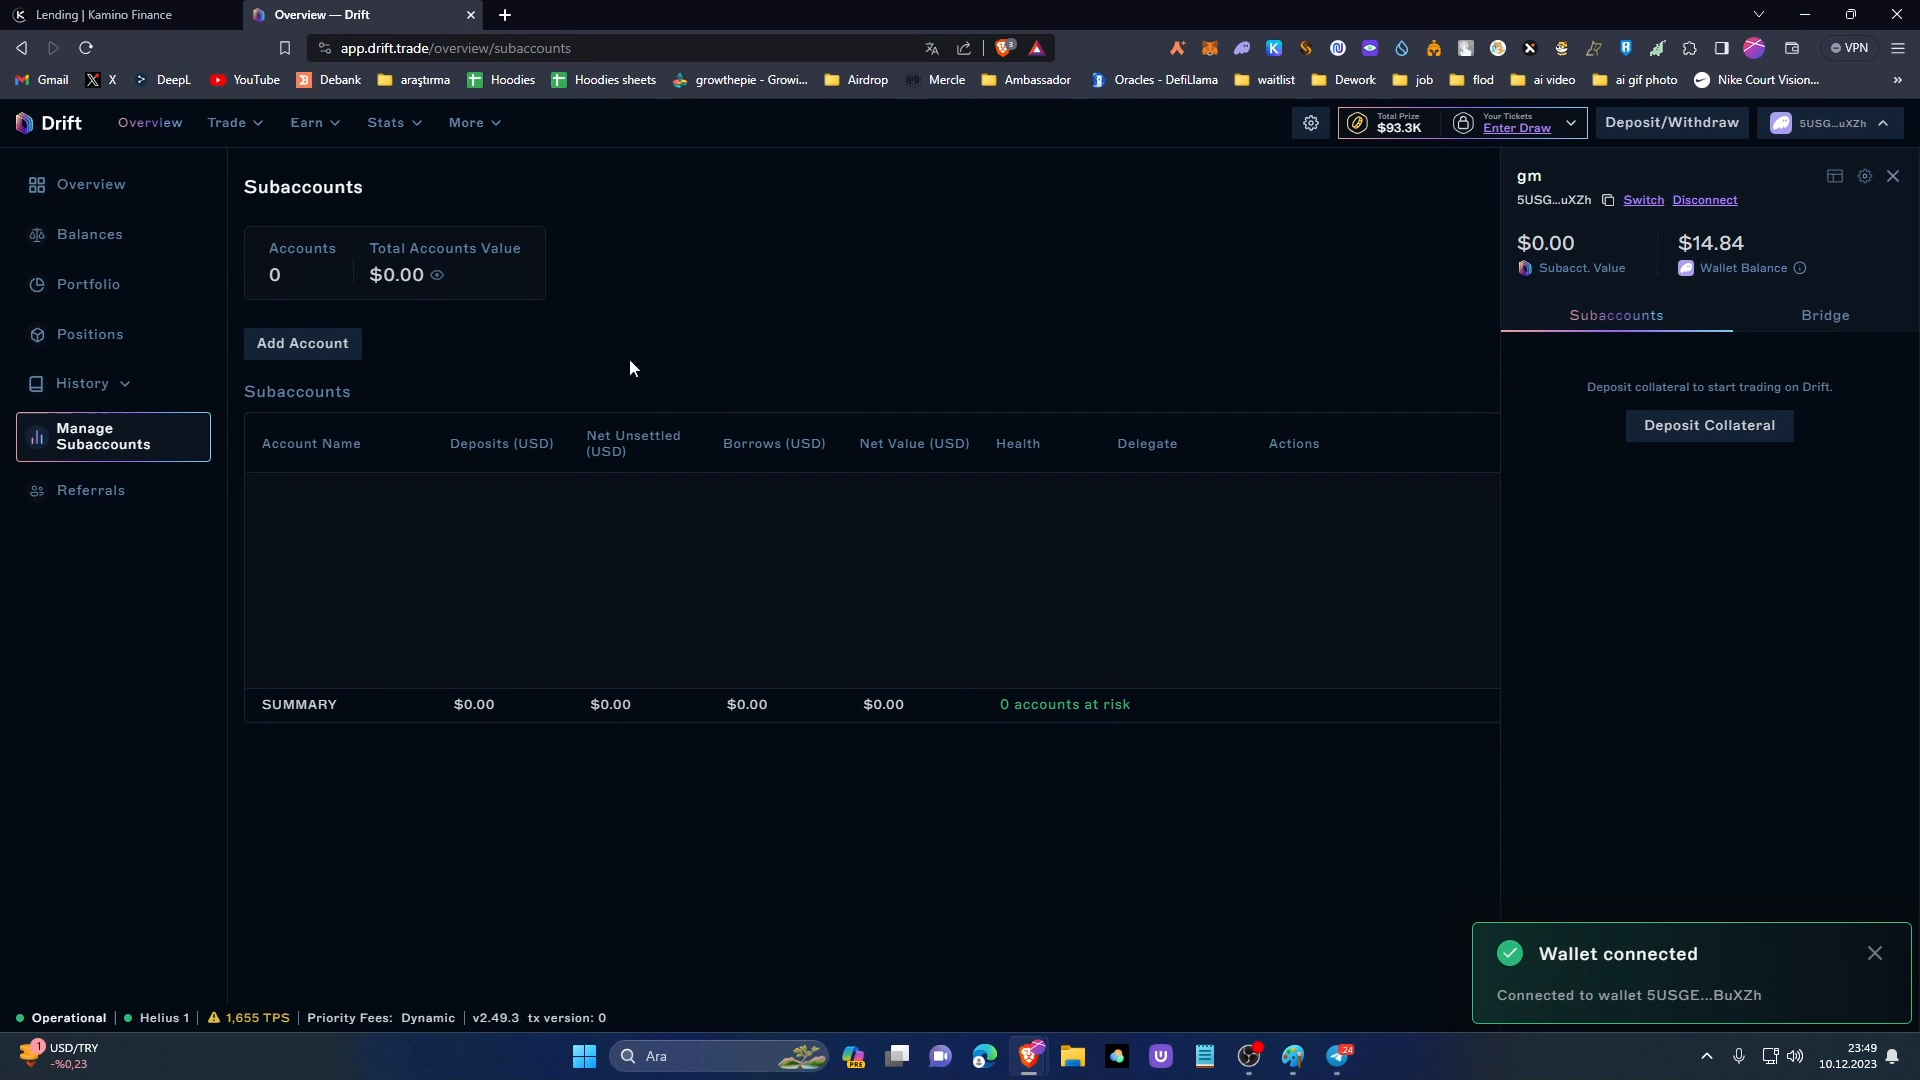 Lending | Kamino Finance
Overview — Drift
app.drift.trade/overview/subaccounts
3
VPN
Gmail
X
DeepL
YouTube
Debank
araştırma
Hoodies
Hoodies sheets
growthepie - Growi...
Airdrop
Mercle
Ambassador
Oracles - DefiLlama
waitlist
Dework
job
flod
ai video
ai gif photo
Nike Court Vision...
Drift
Overview
Trade
Earn
Stats
More
Total Prize
$93.3K
Your Tickets
Enter Draw
Deposit/Withdraw
5USG...uXZh
Overview
Balances
Portfolio
Positions
History
Manage
Subaccounts
Referrals
Subaccounts
Accounts
0
Total Accounts Value
$0.00
Add Account
Subaccounts
Account Name
Deposits (USD)
Net Unsettled
(USD)
Borrows (USD)
Net Value (USD)
Health
Delegate
Actions
SUMMARY
$0.00
$0.00
$0.00
$0.00
0 accounts at risk
gm
5USG...uXZh
Switch
Disconnect
$0.00
Subacct. Value
$14.84
Wallet Balance
Subaccounts
Bridge
Deposit collateral to start trading on Drift.
Deposit Collateral
Wallet connected
Connected to wallet 5USGE...BuXZh
Operational
Helius 1
1,655 TPS
Priority Fees: Dynamic
v2.49.3 tx version: 0
1
USD/TRY
-%0,23
Ara
PRE
24
23:49
10.12.2023